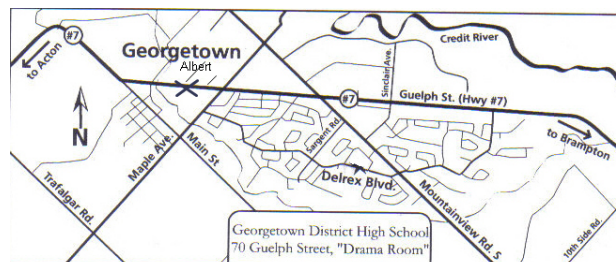 #7
to Acton
Georgetown
Albert
Credit River
Sinclair Ave.
#7
Guelph St. (Hwy #7)
to Brampton
N
Maple Ave.
Main St
Sargent Rd.
Delrex Blvd.
Trafalgar Rd.
Mountainview Rd. S
10th Side Rd.
Georgetown District High School
70 Guelph Street, "Drama Room"